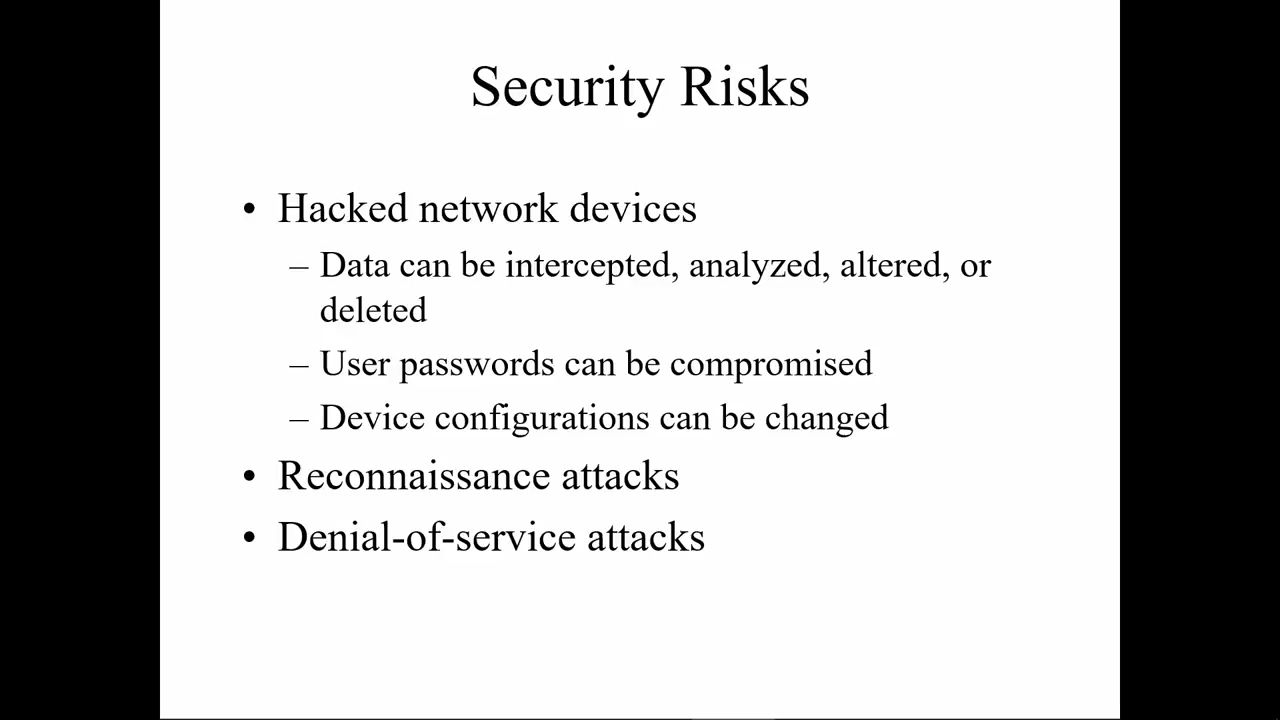 Security Risks
• Hacked network devices
– Data can be intercepted, analyzed, altered, or
deleted
– User passwords can be compromised
– Device configurations can be changed
• Reconnaissance attacks
• Denial-of-service attacks